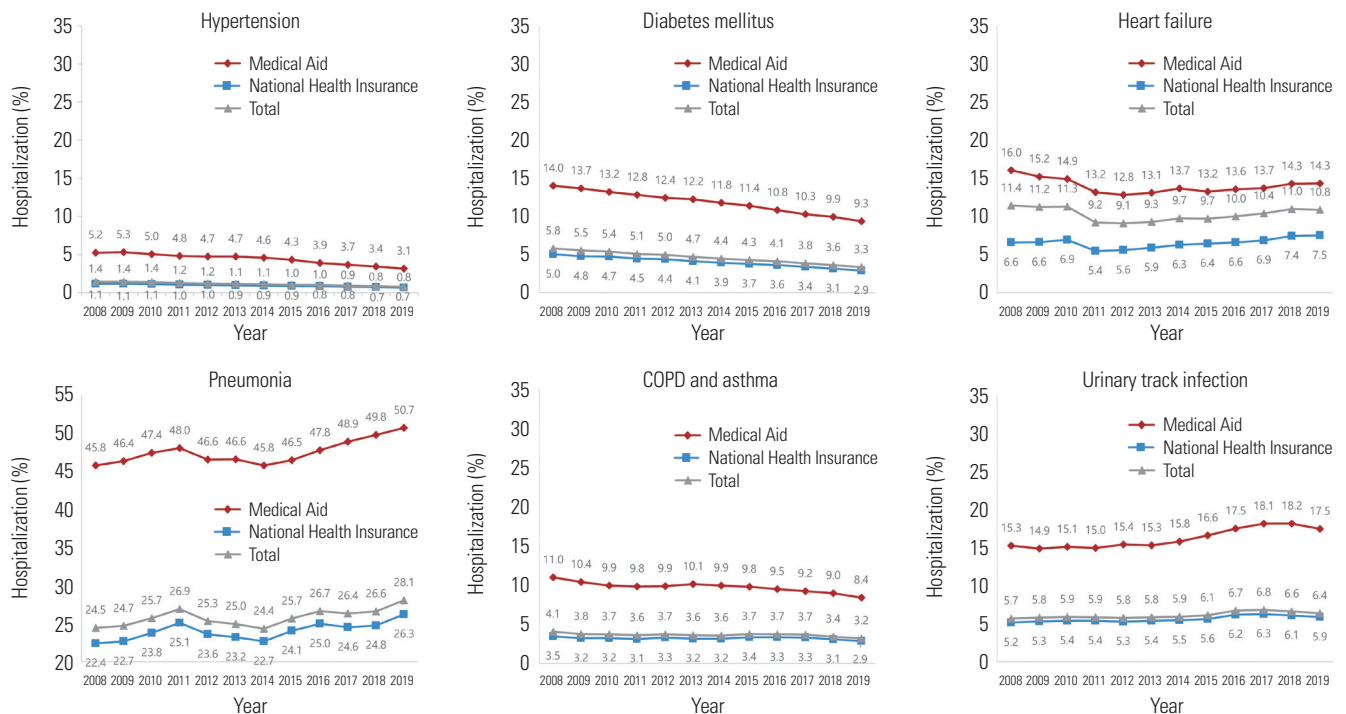 Hypertension
Hospitalization (%)
35
30
25
20
15
10
5
0
Medical Aid
National Health Insurance
Total
5.2 5.3 5.0 4.8 4.7 4.7 4.6 4.3 3.9 3.7 3.4 3.1
1.4 1.4 1.4 1.2 1.2 1.1 1.1 1.0 1.0 0.9 0.8 0.8
1.1 1.1 1.1 1.0 1.0 0.9 0.9 0.9 0.8 0.8 0.7 0.7
2008 2009 2010 2011 2012 2013 2014 2015 2016 2017 2018 2019
Year
Diabetes mellitus
Hospitalization (%)
35
30
25
20
15
10
5
0
Medical Aid
National Health Insurance
Total
14.0 13.7 13.2 12.8 12.4 12.2 11.8 11.4 10.8 10.3 9.9 9.3
5.8 5.5 5.4 5.1 5.0 4.7 4.4 4.3 4.1 3.8 3.6 3.3
5.0 4.8 4.7 4.5 4.4 4.1 3.9 3.7 3.6 3.4 3.1 2.9
2008 2009 2010 2011 2012 2013 2014 2015 2016 2017 2018 2019
Year
Heart failure
Hospitalization (%)
35
30
25
20
15
10
5
0
Medical Aid
National Health Insurance
Total
16.0 15.2 14.9 13.2 12.8 13.1 13.7 13.2 13.6 13.7 14.3 14.3
11.4 11.2 11.3 9.2 9.1 9.3 9.7 9.7 10.0 10.4 11.0 10.8
6.6 6.6 6.9 5.4 5.6 5.9 6.3 6.4 6.6 6.9 7.4 7.5
2008 2009 2010 2011 2012 2013 2014 2015 2016 2017 2018 2019
Year
Pneumonia
Hospitalization (%)
55
50
45
40
35
30
25
20
45.8 46.4 47.4 48.0 46.6 46.6 45.8 46.5 47.8 48.9 49.8 50.7
Medical Aid
National Health Insurance
Total
24.5 24.7 25.7 26.9 25.3 25.0 24.4 25.7 26.7 26.4 26.6 28.1
22.4 22.7 23.8 25.1 23.6 23.2 22.7 24.1 25.0 24.6 24.8 26.3
2008 2009 2010 2011 2012 2013 2014 2015 2016 2017 2018 2019
Year
COPD and asthma
Hospitalization (%)
35
30
25
20
15
10
5
0
Medical Aid
National Health Insurance
Total
11.0 10.4 9.9 9.8 9.9 10.1 9.9 9.8 9.5 9.2 9.0 8.4
4.1 3.8 3.7 3.6 3.7 3.6 3.6 3.7 3.7 3.7 3.4 3.2
3.5 3.2 3.2 3.1 3.3 3.2 3.2 3.4 3.3 3.3 3.1 2.9
2008 2009 2010 2011 2012 2013 2014 2015 2016 2017 2018 2019
Year
Urinary track infection
Hospitalization (%)
35
30
25
20
15
10
5
0
Medical Aid
National Health Insurance
Total
15.3 14.9 15.1 15.0 15.4 15.3 15.8 16.6 17.5 18.1 18.2 17.5
5.7 5.8 5.9 5.9 5.8 5.8 5.9 6.1 6.7 6.8 6.6 6.4
5.2 5.3 5.4 5.4 5.3 5.4 5.5 5.6 6.2 6.3 6.1 5.9
2008 2009 2010 2011 2012 2013 2014 2015 2016 2017 2018 2019
Year